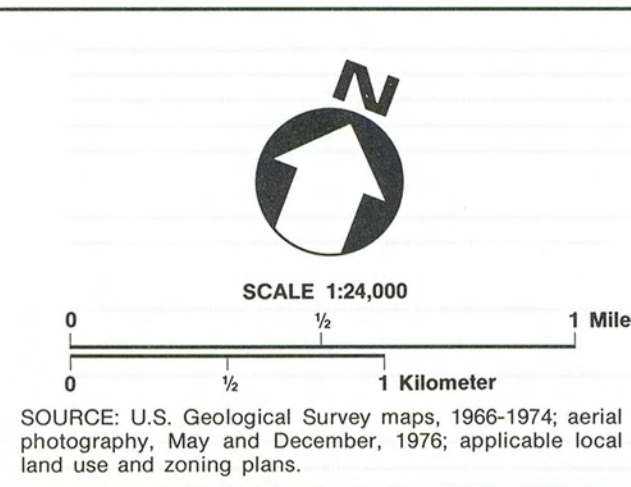 N
SCALE 1:24,000
0 ½ 1 Mile
0 ½ 1 Kilometer
SOURCE: U.S. Geological Survey maps, 1966-1974; aerial
photography, May and December, 1976; applicable local
land use and zoning plans.